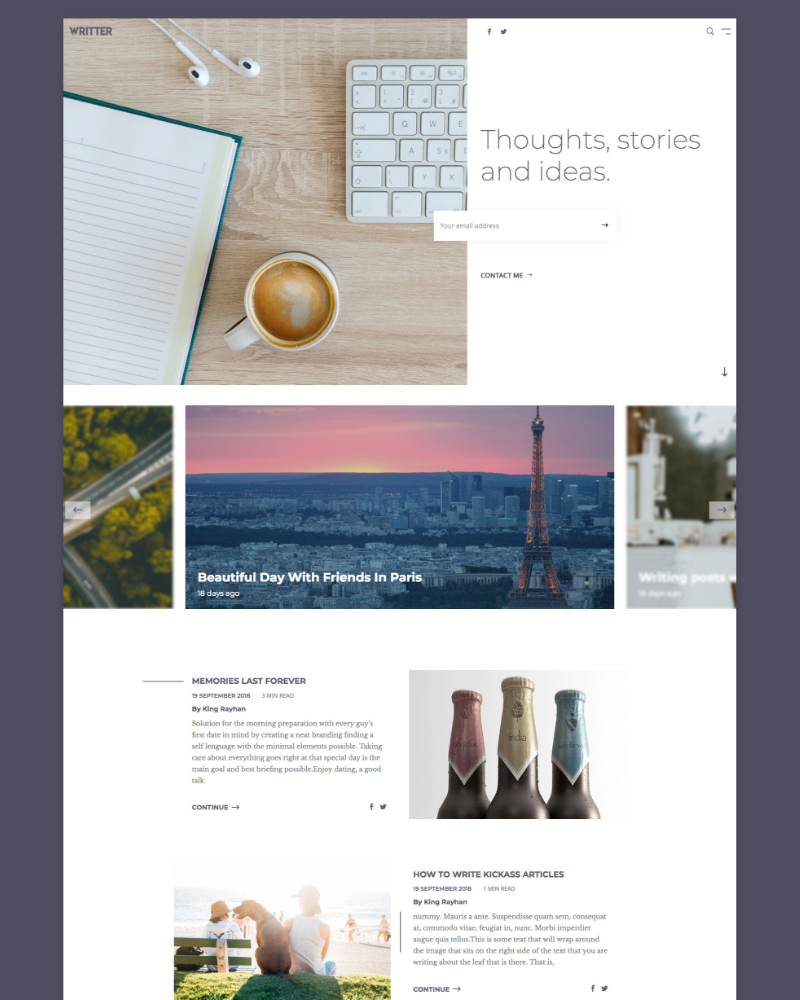 WRITTER
Thoughts, stories
and ideas.
Your email address
CONTACT ME
Beautiful Day With Friends In Paris
18 days ago
Writing posts
18 days ago
MEMORIES LAST FOREVER
19 SEPTEMBER 2018 3 MIN READ
By King Rayhan
Solution for the morning preparation with every guy's
first date in mind by creating a neat branding finding a
self lenguage with the minimal elements possible. Taking
care about everything goes right at that special day is the
main goal and best briefing possible.Enjoy dating, a good
talk
CONTINUE
india
HOW TO WRITE KICKASS ARTICLES
19 SEPTEMBER 2018 1 MIN READ
By King Rayhan
nummy. Mauris a ante. Suspendisse quam sem, consequat
at, commodo vitae, feugiat in, nunc. Morbi imperdiet
augue quis tellus.This is some text that will wrap around
the image that sits on the right side of the text that you are
writing about the leaf that is there. That is,
CONTINUE